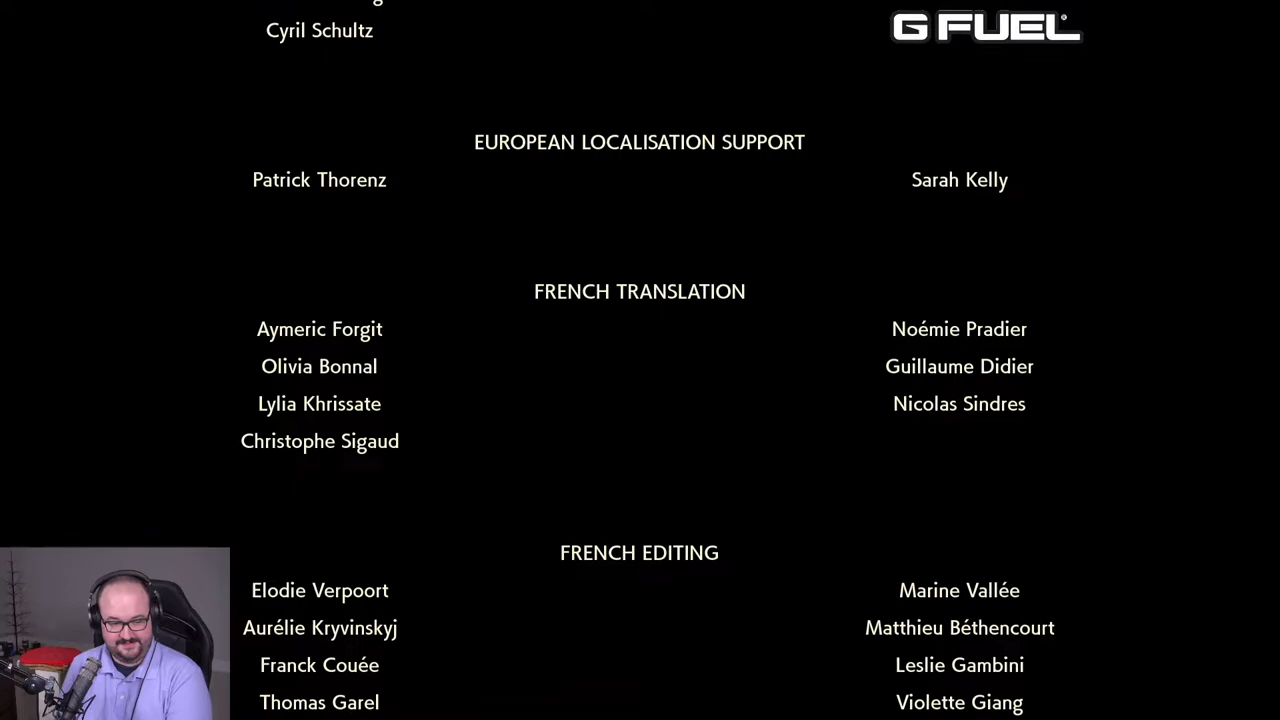 Cyril Schultz
G FUEL
EUROPEAN LOCALISATION SUPPORT
Patrick Thorenz Sarah Kelly
FRENCH TRANSLATION
Aymeric Forgit Noémie Pradier
Olivia Bonnal Guillaume Didier
Lylia Khrissate Nicolas Sindres
Christophe Sigaud
FRENCH EDITING
Elodie Verpoort Marine Vallée
Aurélie Kryvinskyj Matthieu Béthencourt
Franck Couée Leslie Gambini
Thomas Garel Violette Giang